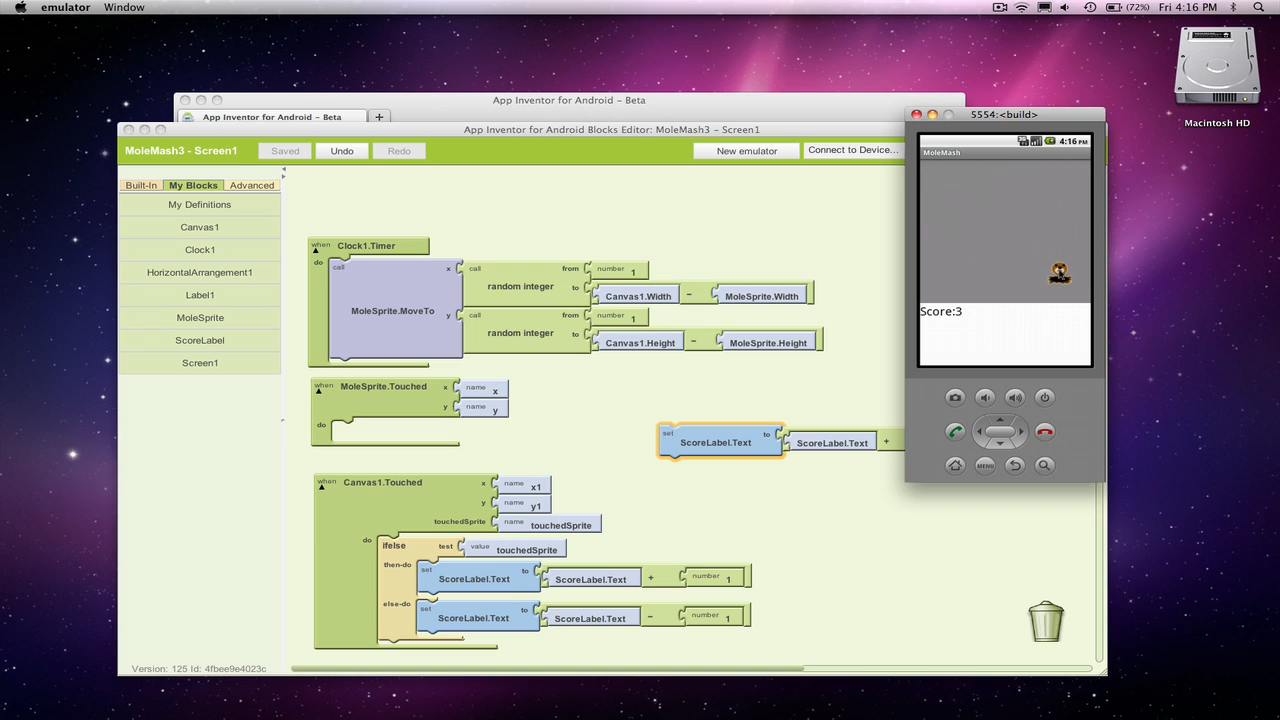 emulator Window
(72%) Fri 4:16 PM
Macintosh HD
App Inventor for Android – Beta
App Inventor for Android – Beta
App Inventor for Android Blocks Editor: MoleMash3 – Screen1
MoleMash3 - Screen1
Saved
Undo
Redo
New emulator
Connect to Device...
Built-In
My Blocks
Advanced
My Definitions
Canvas1
Clock1
HorizontalArrangement1
Label1
MoleSprite
ScoreLabel
Screen1
when Clock1.Timer
do
call MoleSprite.MoveTo
x
call random integer
from number 1
to Canvas1.Width – MoleSprite.Width
y
call random integer
from number 1
to Canvas1.Height – MoleSprite.Height
when MoleSprite.Touched
x name x
y name y
do
set ScoreLabel.Text to ScoreLabel.Text +
when Canvas1.Touched
x name x1
y name y1
touchedSprite name touchedSprite
do
ifelse test value touchedSprite
then-do set ScoreLabel.Text to ScoreLabel.Text + number 1
else-do set ScoreLabel.Text to ScoreLabel.Text – number 1
Version: 125 Id: 4fbee9e4023c
5554:<build>
4:16 PM
MoleMash
Score:3
MENU